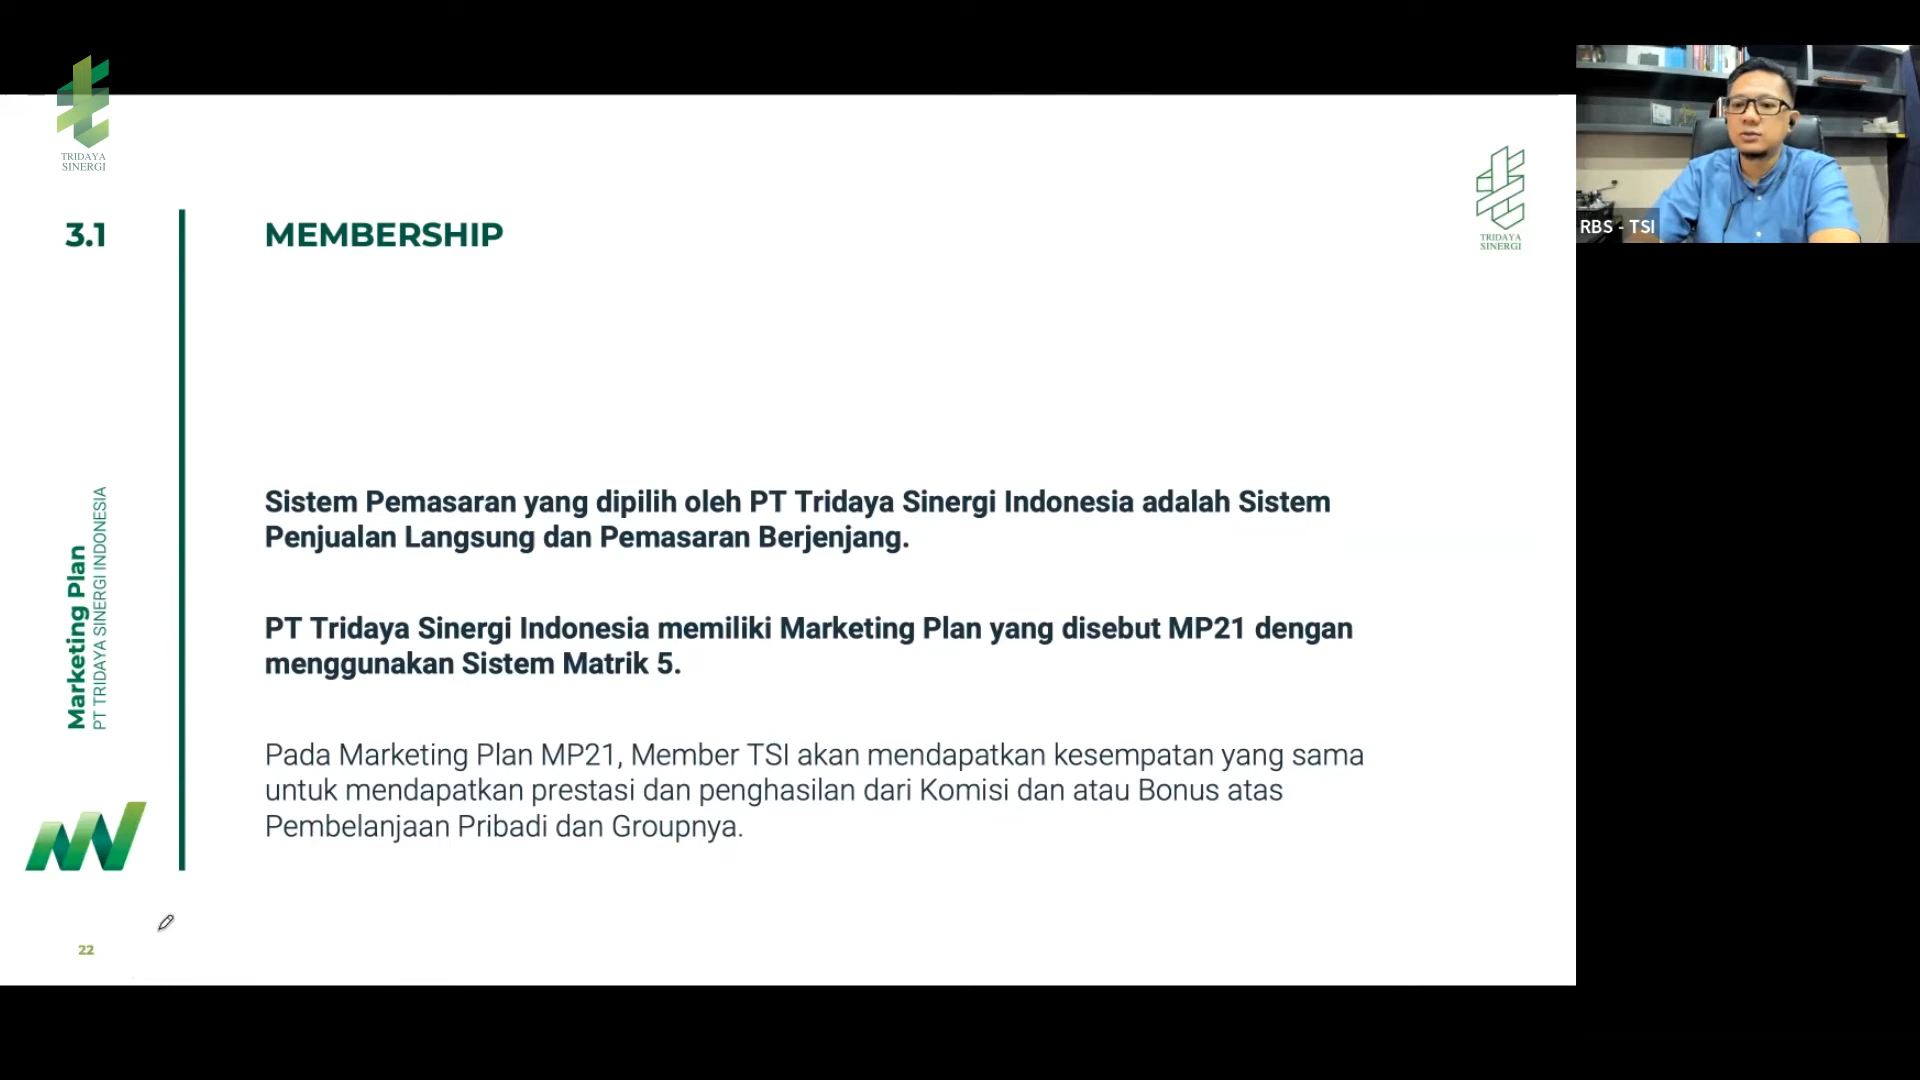 TRIDAYA
SINERGI
3.1
MEMBERSHIP
TRIDAYA
SINERGI
RBS - TSI
Sistem Pemasaran yang dipilih oleh PT Tridaya Sinergi Indonesia adalah Sistem
Penjualan Langsung dan Pemasaran Berjenjang.
PT Tridaya Sinergi Indonesia memiliki Marketing Plan yang disebut MP21 dengan
menggunakan Sistem Matrik 5.
Pada Marketing Plan MP21, Member TSI akan mendapatkan kesempatan yang sama
untuk mendapatkan prestasi dan penghasilan dari Komisi dan atau Bonus atas
Pembelanjaan Pribadi dan Groupnya.
Marketing Plan
PT TRIDAYA SINERGI INDONESIA
22